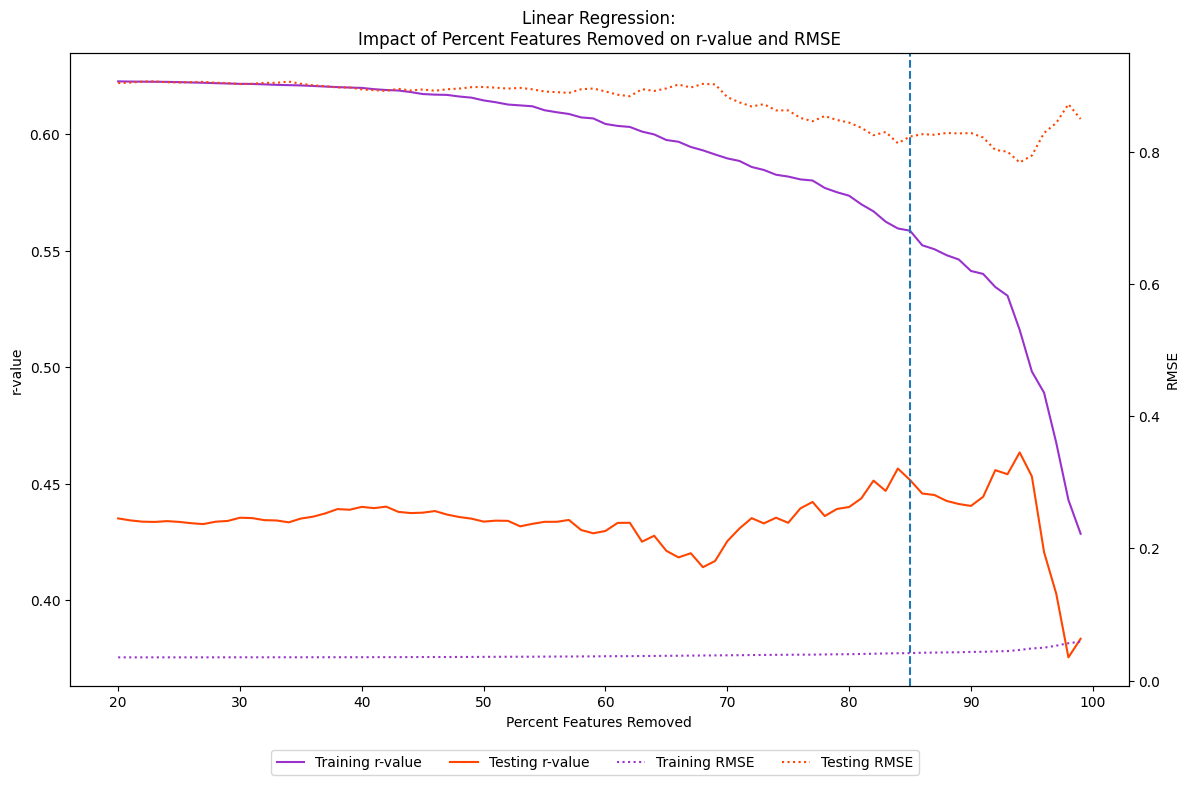 Linear Regression:
Impact of Percent Features Removed on r-value and RMSE
r-value
0.60
0.55
0.50
0.45
0.40
0.8
0.6
0.4
0.2
0.0
RMSE
20 30 40 50 60 70 80 90 100
Percent Features Removed
Training r-value Testing r-value Training RMSE Testing RMSE